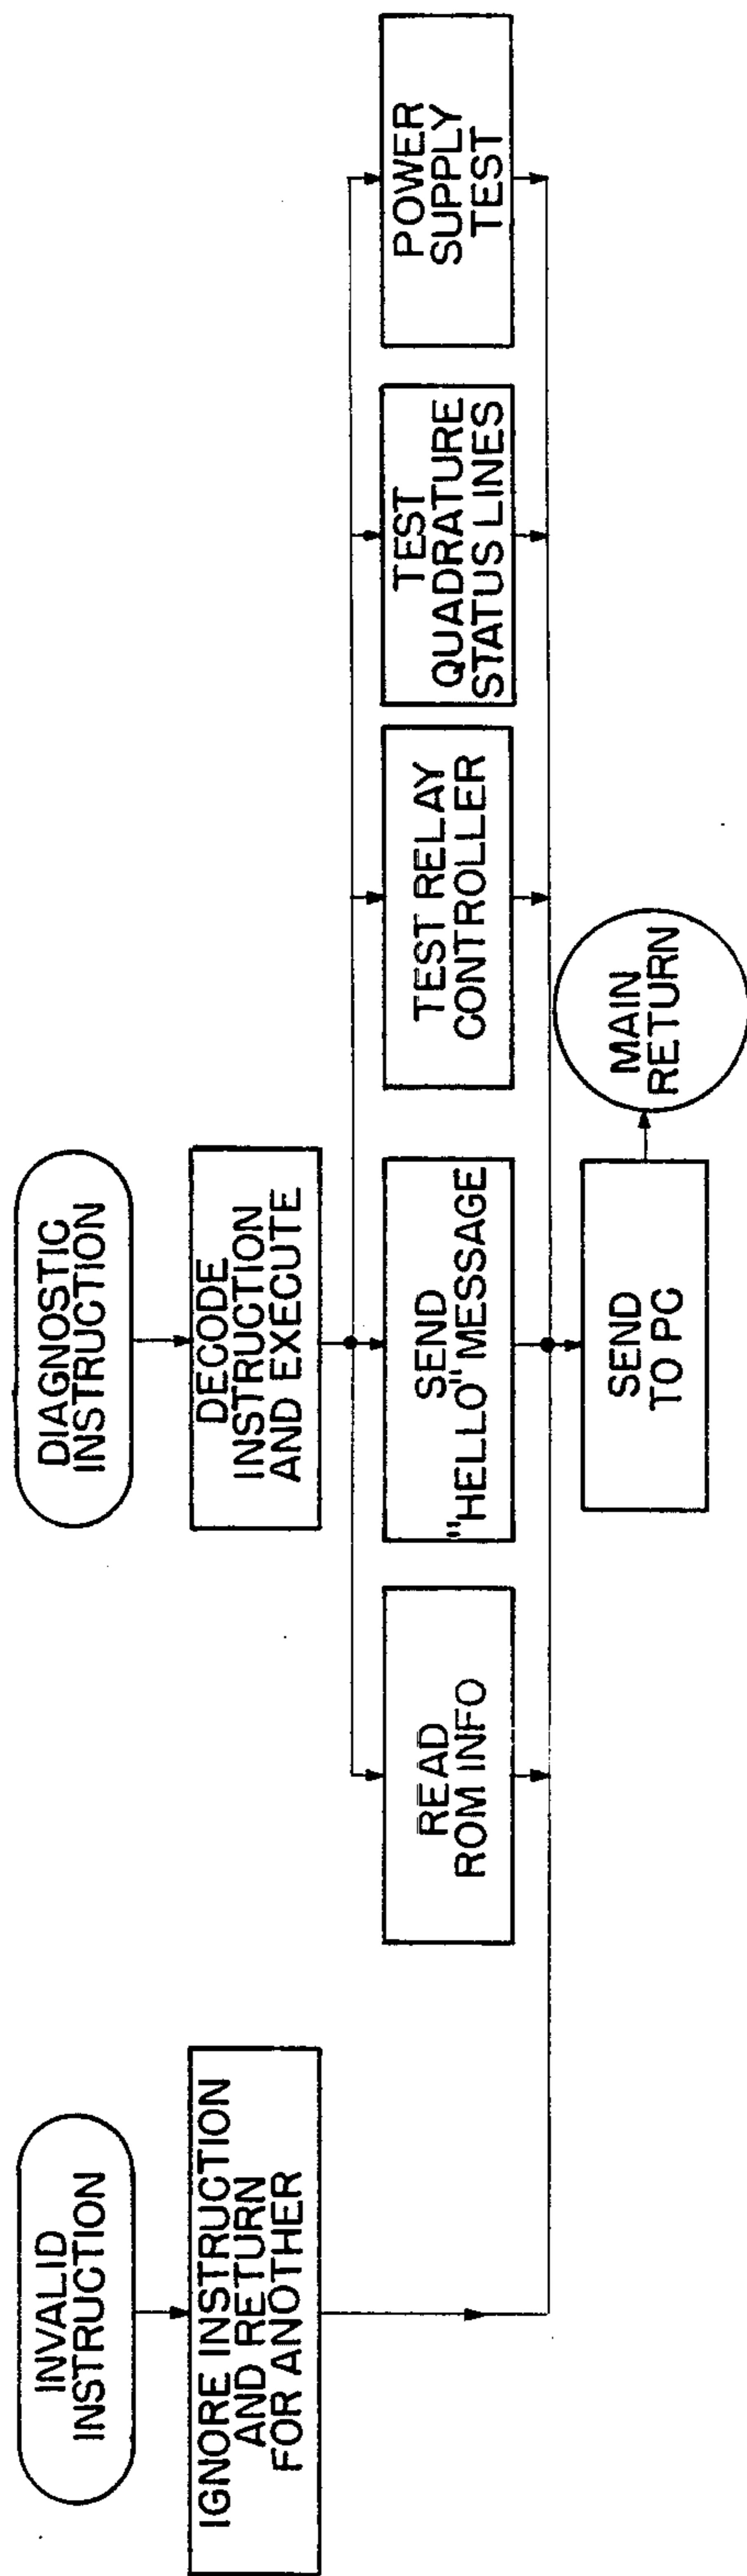 INVALID
INSTRUCTION
DIAGNOSTIC
INSTRUCTION
IGNORE INSTRUCTION
AND RETURN
FOR ANOTHER
DECODE
INSTRUCTION
AND EXECUTE
READ
ROM INFO
SEND
"HELLO" MESSAGE
TEST RELAY
CONTROLLER
TEST
QUADRATURE
STATUS LINES
POWER
SUPPLY
TEST
SEND
TO PC
MAIN
RETURN